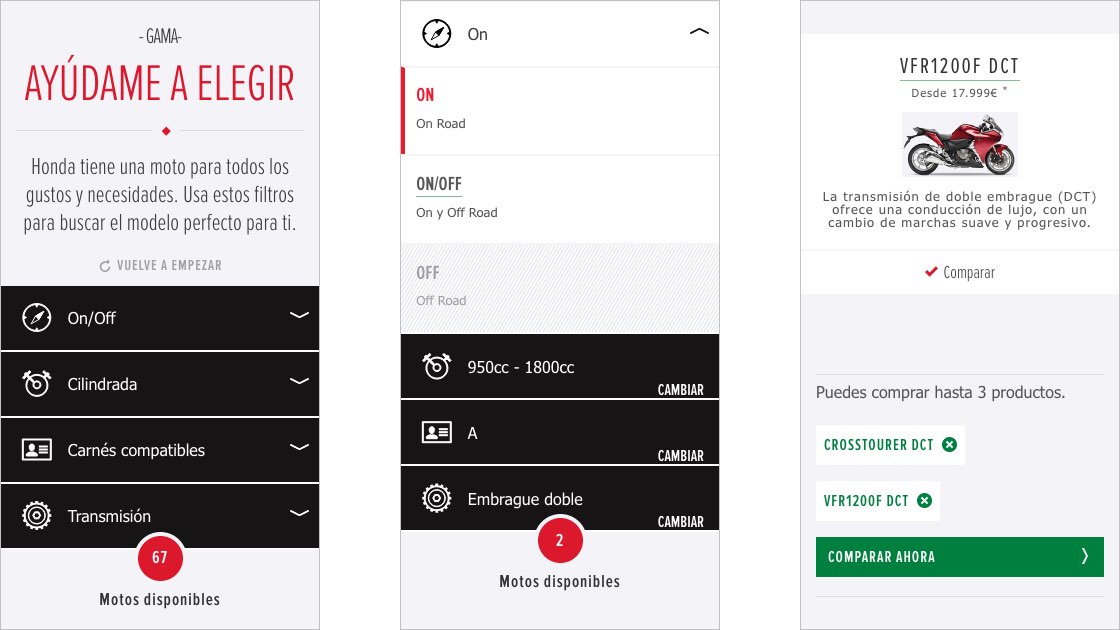 - GAMA-
AYÚDAME A ELEGIR
Honda tiene una moto para todos los
gustos y necesidades. Usa estos filtros
para buscar el modelo perfecto para ti.
VUELVE A EMPEZAR
On/Off
Cilindrada
Carnés compatibles
Transmisión
67
Motos disponibles
On
ON
On Road
ON/OFF
On y Off Road
OFF
Off Road
950cc - 1800cc
CAMBIAR
A
CAMBIAR
Embrague doble
CAMBIAR
2
Motos disponibles
VFR1200F DCT
Desde 17.999€ *
La transmisión de doble embrague (DCT)
ofrece una conducción de lujo, con un
cambio de marchas suave y progresivo.
Comparar
Puedes comprar hasta 3 productos.
CROSSTOURER DCT
VFR1200F DCT
COMPARAR AHORA